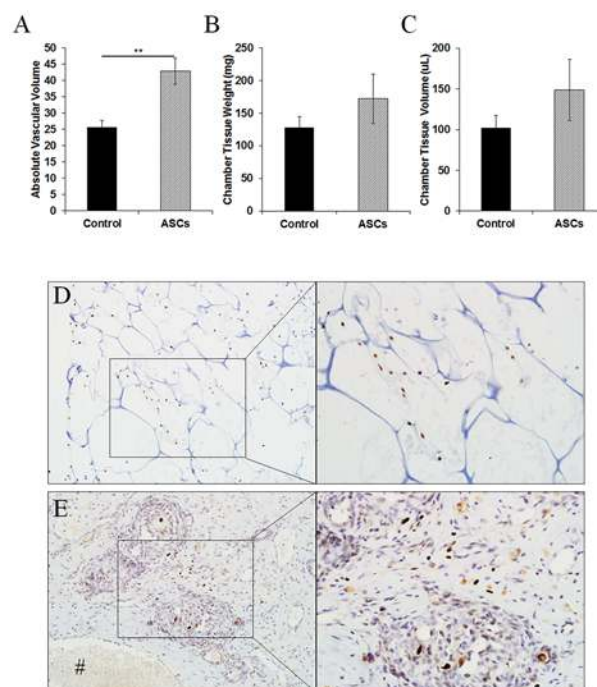 A
B
C
Absolute Vascular Volume
50
45
40
35
30
25
20
15
10
5
0
**
Control
ASCs
Chamber Tissue Weight (mg)
250
200
150
100
50
0
Control
ASCs
Chamber Tissue Volume (uL)
200
150
100
50
0
Control
ASCs
D
E
#